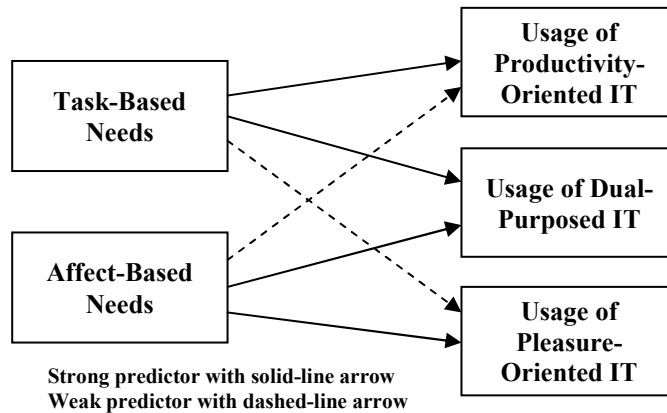 Task-Based
Needs
Affect-Based
Needs
Usage of
Productivity-
Oriented IT
Usage of Dual-
Purposed IT
Usage of
Pleasure-
Oriented IT
Strong predictor with solid-line arrow
Weak predictor with dashed-line arrow